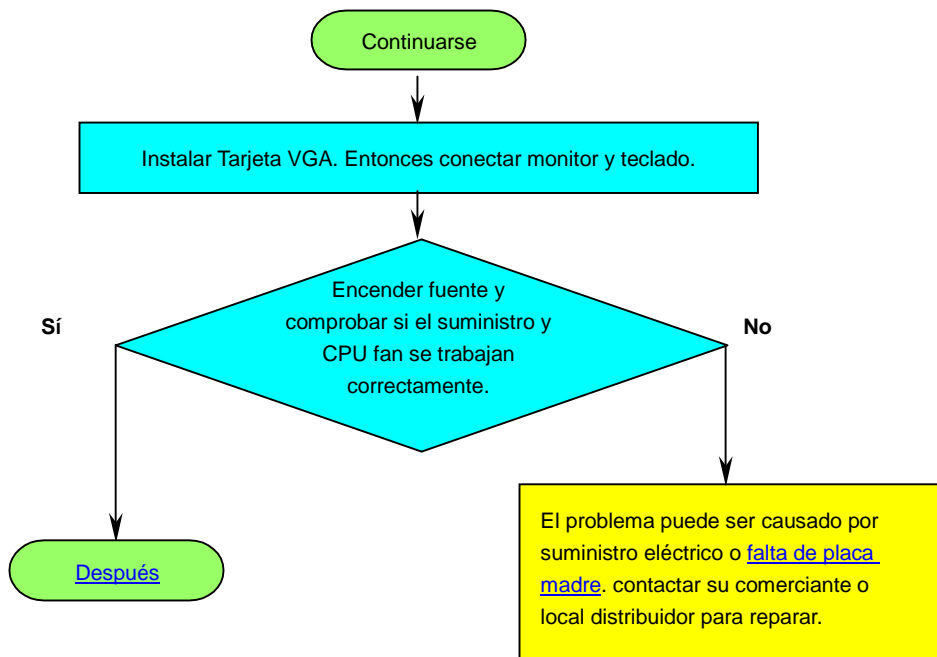 Continuarse
Instalar Tarjeta VGA. Entonces conectar monitor y teclado.
Encender fuente y
comprobar si el suministro y
CPU fan se trabajan
correctamente.
Sí
No
Después
El problema puede ser causado por
suministro eléctrico o falta de placa
madre. contactar su comerciante o
local distribuidor para reparar.